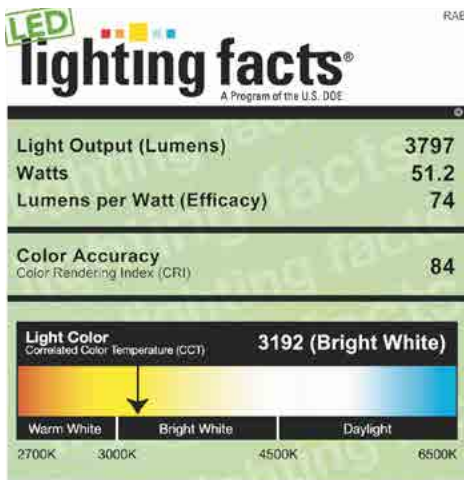 RAB
LED
lighting facts®
A Program of the U.S. DOE
Light Output (Lumens) 3797
Watts 51.2
Lumens per Watt (Efficacy) 74
Color Accuracy
Color Rendering Index (CRI) 84
Light Color
Correlated Color Temperature (CCT) 3192 (Bright White)
Warm White Bright White Daylight
2700K 3000K 4500K 6500K